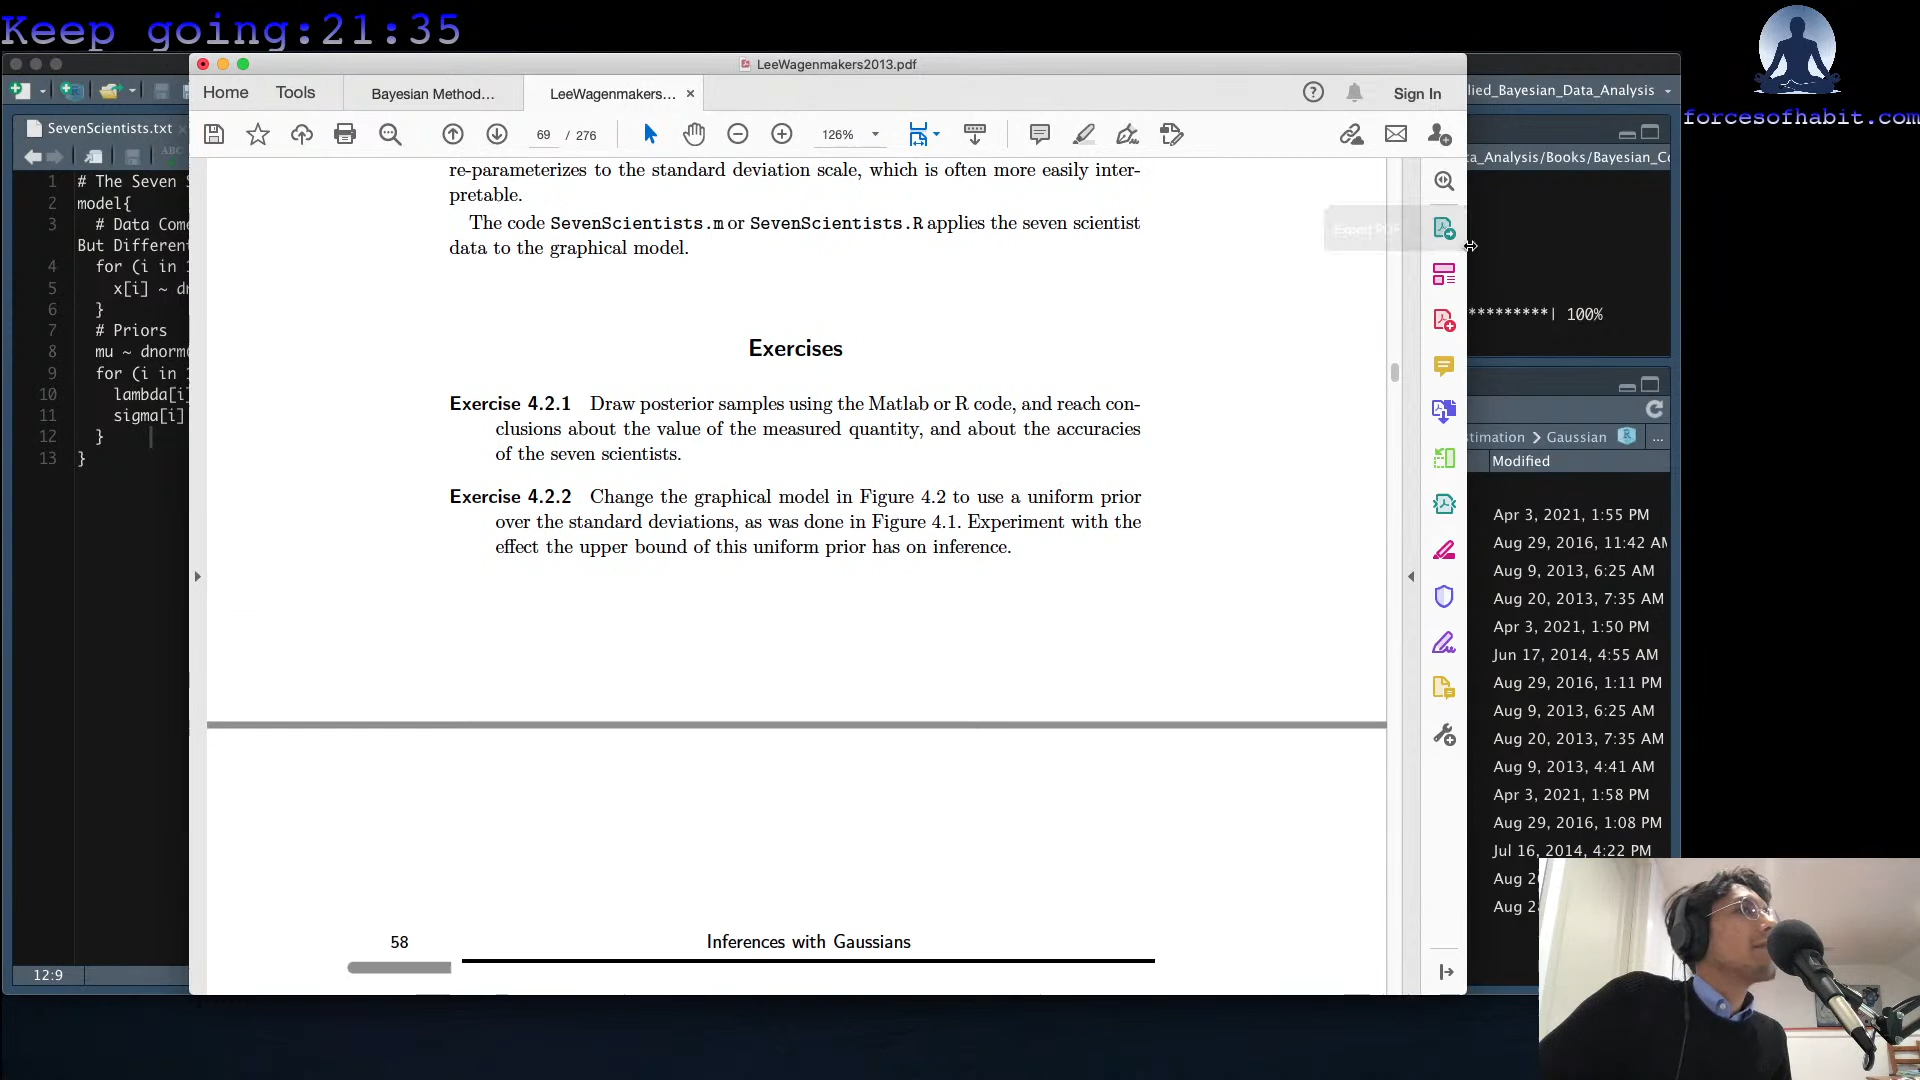 Keep going:21:35
forcesofhabit.com
LeeWagenmakers2013.pdf
Home
Tools
Bayesian Method...
LeeWagenmakers...
Sign In
69 / 276
126%
re-parameterizes to the standard deviation scale, which is often more easily inter-
pretable.
The code SevenScientists.m or SevenScientists.R applies the seven scientist
data to the graphical model.
Exercises
Exercise 4.2.1 Draw posterior samples using the Matlab or R code, and reach con-
clusions about the value of the measured quantity, and about the accuracies
of the seven scientists.
Exercise 4.2.2 Change the graphical model in Figure 4.2 to use a uniform prior
over the standard deviations, as was done in Figure 4.1. Experiment with the
effect the upper bound of this uniform prior has on inference.
58
Inferences with Gaussians
Export PDF
SevenScientists.txt
ABC
1 # The Seven S
2 model{
3 # Data Come
But Different
4 for (i in 1
5 x[i] ~ dn
6 }
7 # Priors
8 mu ~ dnorm(
9 for (i in 1
10 lambda[i]
11 sigma[i]
12 }
13 }
12:9
lied_Bayesian_Data_Analysis
ta_Analysis/Books/Bayesian_Co
*********| 100%
timation
Gaussian
...
Modified
Apr 3, 2021, 1:55 PM
Aug 29, 2016, 11:42 AM
Aug 9, 2013, 6:25 AM
Aug 20, 2013, 7:35 AM
Apr 3, 2021, 1:50 PM
Jun 17, 2014, 4:55 AM
Aug 29, 2016, 1:11 PM
Aug 9, 2013, 6:25 AM
Aug 20, 2013, 7:35 AM
Aug 9, 2013, 4:41 AM
Apr 3, 2021, 1:58 PM
Aug 29, 2016, 1:08 PM
Jul 16, 2014, 4:22 PM
Aug 2
Aug 2